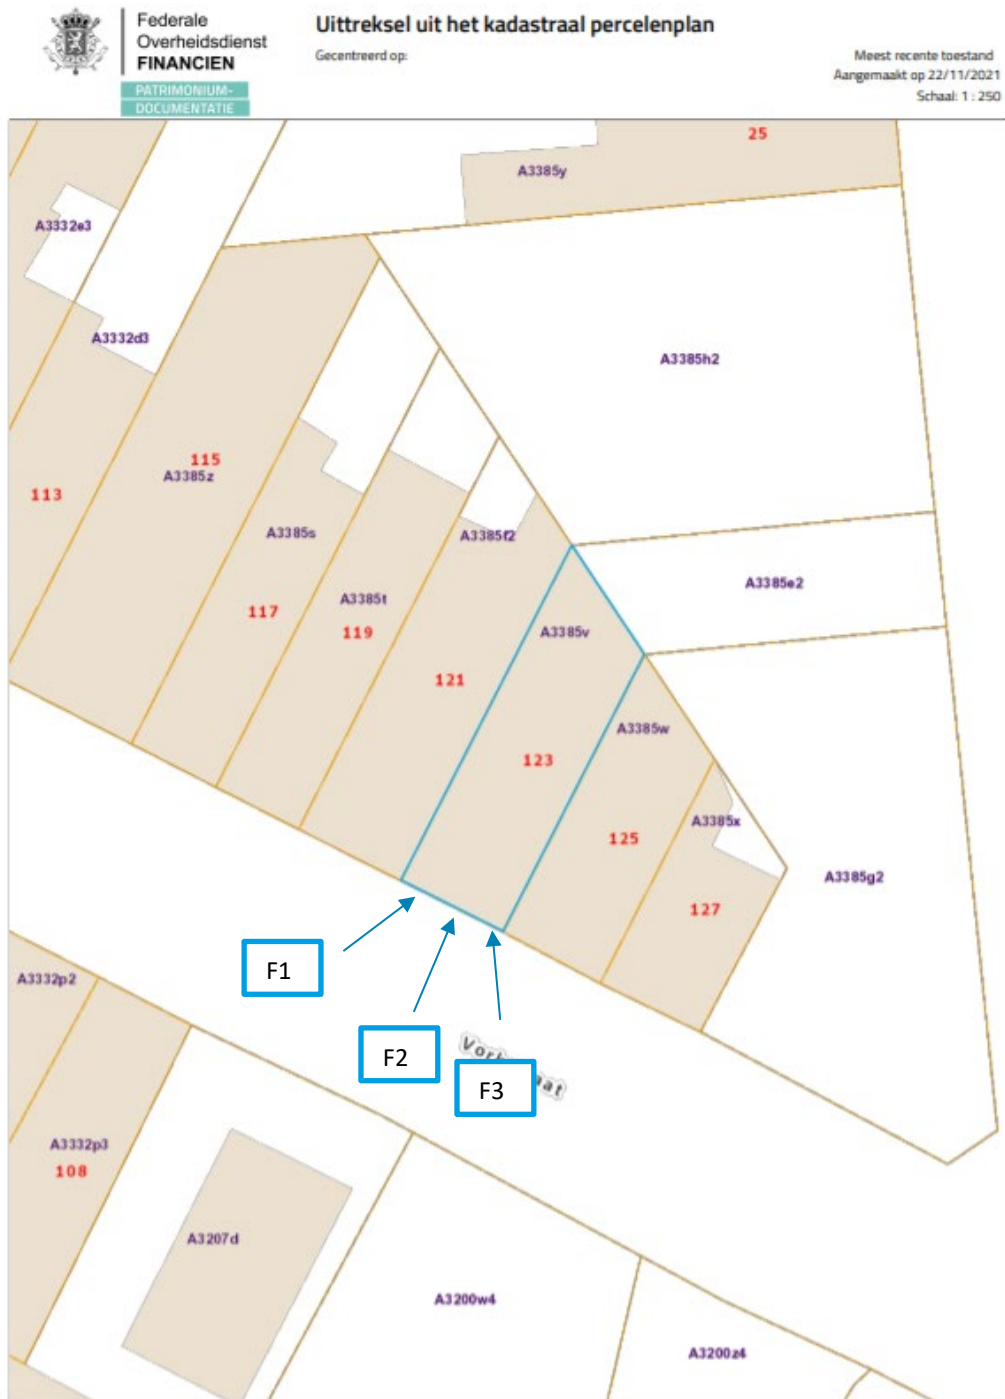 Federale
Overheidsdienst
FINANCIEN
PATRIMONIUM-
DOCUMENTATIE
Uittreksel uit het kadastraal percelenplan
Gecentreerd op:
Meest recente toestand
Aangemaakt op 22/11/2021
Schaal: 1 : 250
25
A3385y
A3332e3
A3332d3
A3385h2
115
A3385z
113
A3385s
A3385f2
A3385e2
A3385t
117
119
A3385v
121
A3385w
123
A3385x
125
A3385g2
127
F1
A3332p2
F2
F3
A3332p3
108
A3207d
A3200w4
A3200z4